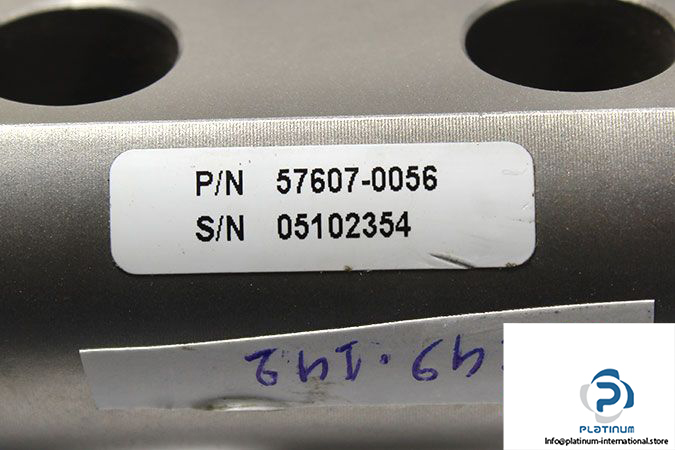 P/N 57607-0056
S/N 05102354
49.142
PLATINUM
Info@platinum-international.store